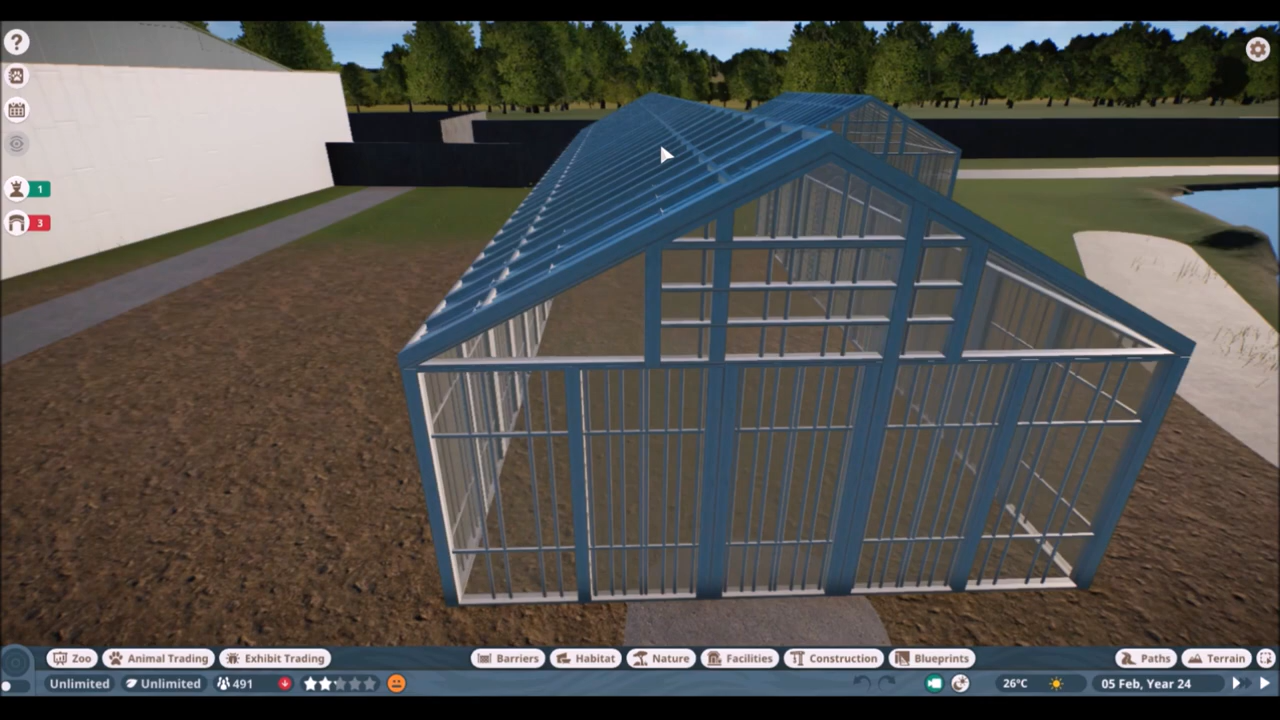 ?
1
3
Zoo Animal Trading Exhibit Trading Barriers Habitat Nature Facilities Construction Blueprints Paths Terrain
Unlimited Unlimited 491 26°C 05 Feb, Year 24